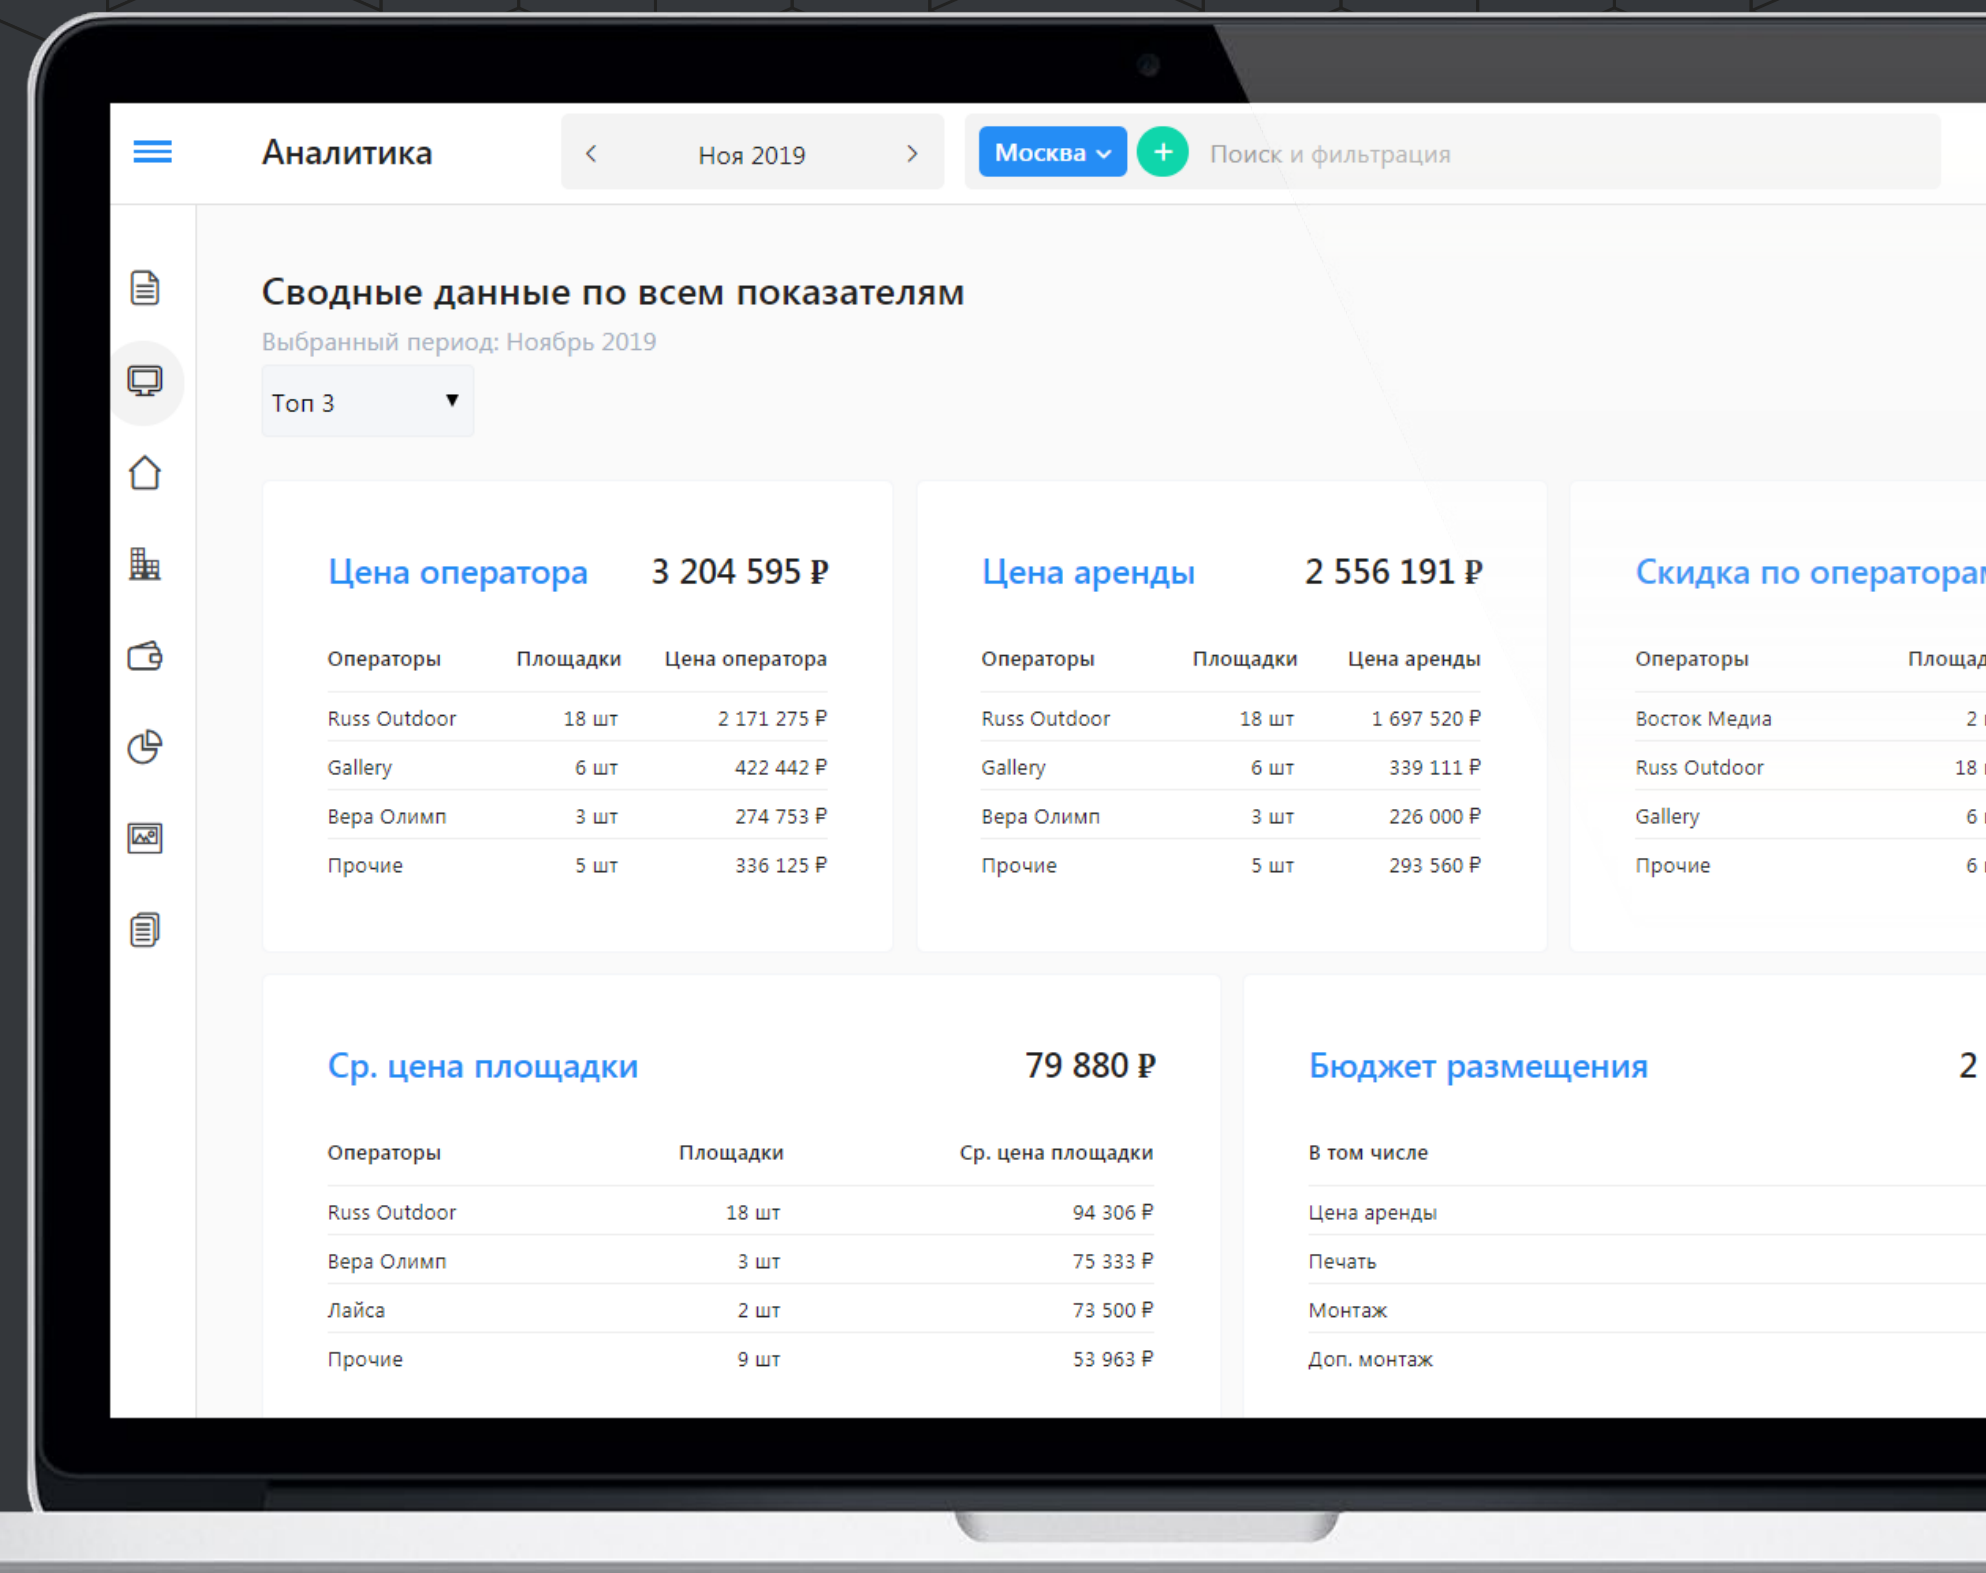 Аналитика
Ноя 2019
Москва
Поиск и фильтрация
Сводные данные по всем показателям
Выбранный период: Ноябрь 2019
Топ 3
Цена оператора 3 204 595 ₽
Операторы Площадки Цена оператора
Russ Outdoor 18 шт 2 171 275 ₽
Gallery 6 шт 422 442 ₽
Вера Олимп 3 шт 274 753 ₽
Прочие 5 шт 336 125 ₽
Цена аренды 2 556 191 ₽
Операторы Площадки Цена аренды
Russ Outdoor 18 шт 1 697 520 ₽
Gallery 6 шт 339 111 ₽
Вера Олимп 3 шт 226 000 ₽
Прочие 5 шт 293 560 ₽
Скидка по
Операторы
Восток Медиа 2
Russ Outdoor 18
Gallery 6
Прочие 6
Ср. цена площадки 79 880 ₽
Операторы Площадки Ср. цена площадки
Russ Outdoor 18 шт 94 306 ₽
Вера Олимп 3 шт 75 333 ₽
Лайса 2 шт 73 500 ₽
Прочие 9 шт 53 963 ₽
Бюджет размещения 2
В том числе
Цена аренды
Печать
Монтаж
Доп. монтаж